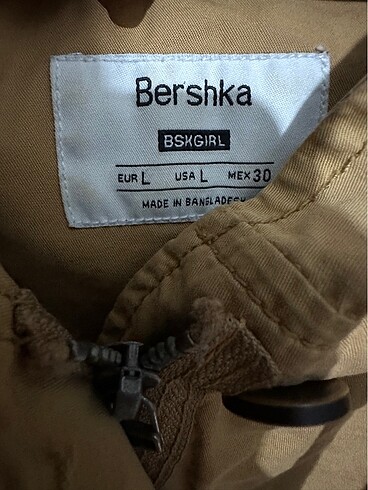 Bershka
BSKGIRL
EUR L USA L MEX 30
MADE IN BANGLADESH